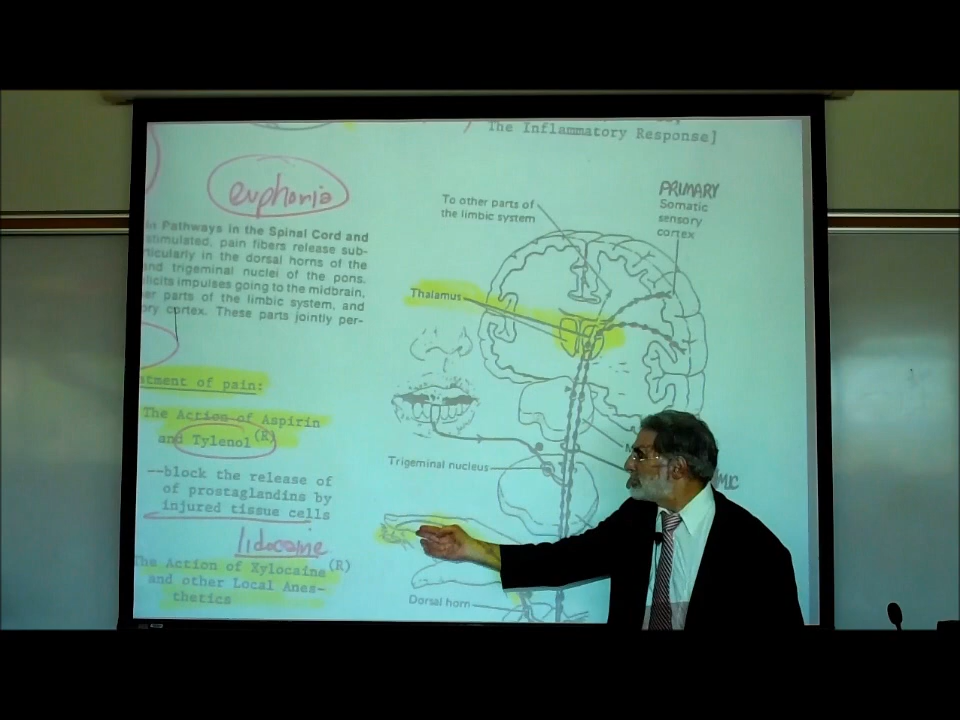 The Inflammatory Response]
euphoria
Pathways in the Spinal Cord and
stimulated, pain fibers release sub-
ticularly in the dorsal horns of the
and trigeminal nuclei of the pons.
licits impulses going to the midbrain,
er parts of the limbic system, and
ory cortex. These parts jointly per-
tment of pain:
The Action of Aspirin
and Tylenol(R)
--block the release of
of prostaglandins by
injured tissue cells
lidocaine
The Action of Xylocaine(R)
and other Local Anes-
thetics
To other parts of
the limbic system
PRIMARY
Somatic
sensory
cortex
Thalamus
Trigeminal nucleus
Dorsal horn